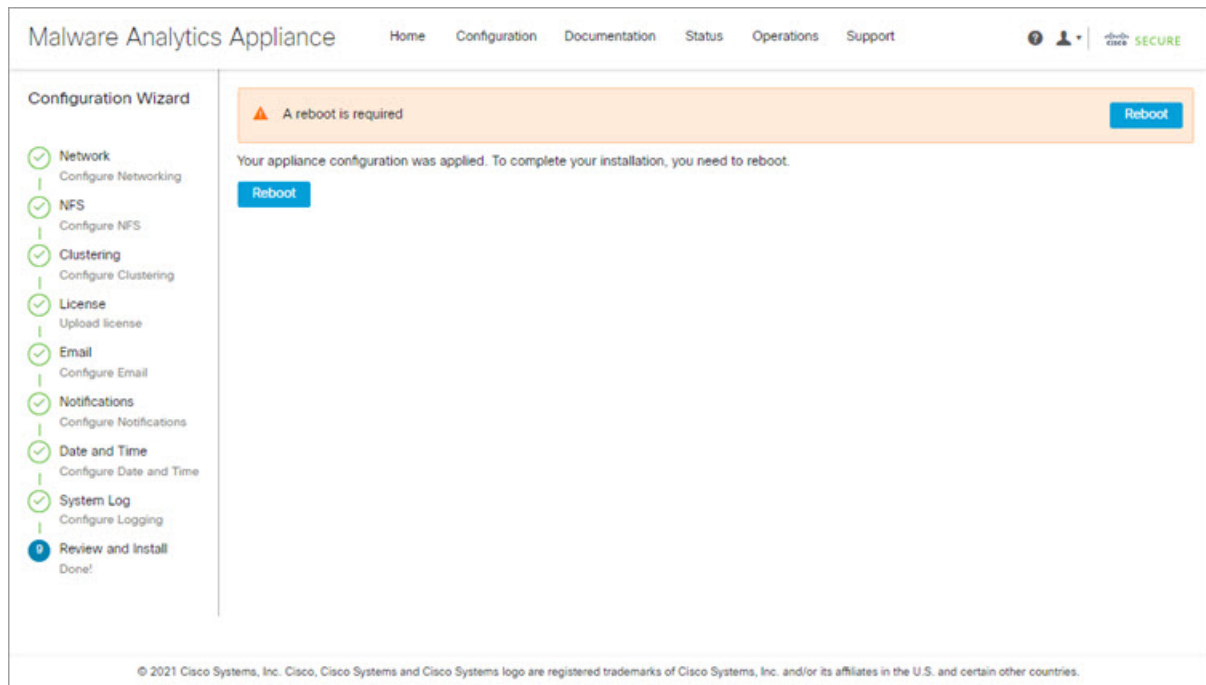 Malware Analytics Appliance
Home Configuration Documentation Status Operations Support
cisco SECURE
Configuration Wizard
A reboot is required
Reboot
Network
Configure Networking
Your appliance configuration was applied. To complete your installation, you need to reboot.
Reboot
NFS
Configure NFS
Clustering
Configure Clustering
License
Upload license
Email
Configure Email
Notifications
Configure Notifications
Date and Time
Configure Date and Time
System Log
Configure Logging
9 Review and Install
Done!
© 2021 Cisco Systems, Inc. Cisco, Cisco Systems and Cisco Systems logo are registered trademarks of Cisco Systems, Inc. and/or its affiliates in the U.S. and certain other countries.